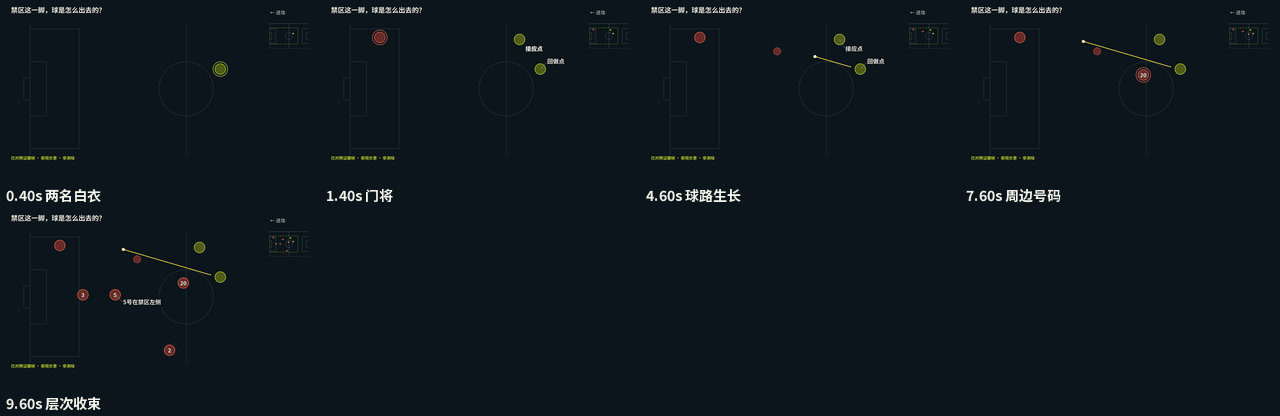 禁区这一脚，球是怎么出去的？
← 进攻
0.40s 两名白衣
禁区这一脚，球是怎么出去的？
← 进攻
接应点
回做点
1.40s 门将
禁区这一脚，球是怎么出去的？
← 进攻
接应点
回做点
4.60s 球路生长
禁区这一脚，球是怎么出去的？
← 进攻
20
7.60s 周边号码
禁区这一脚，球是怎么出去的？
← 进攻
20
3
5
5号在禁区左侧
2
9.60s 层次收束